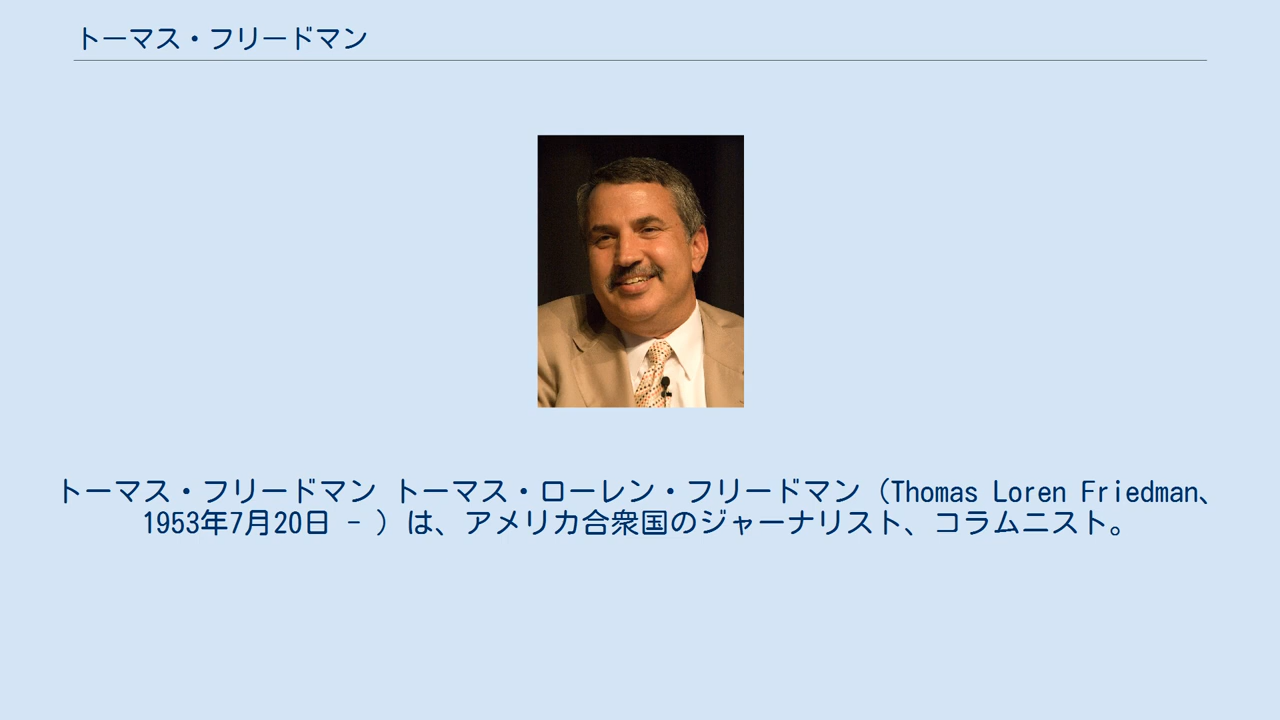 トーマス・フリードマン
トーマス・フリードマン トーマス・ローレン・フリードマン（Thomas Loren Friedman、
1953年7月20日 - ）は、アメリカ合衆国のジャーナリスト、コラムニスト。